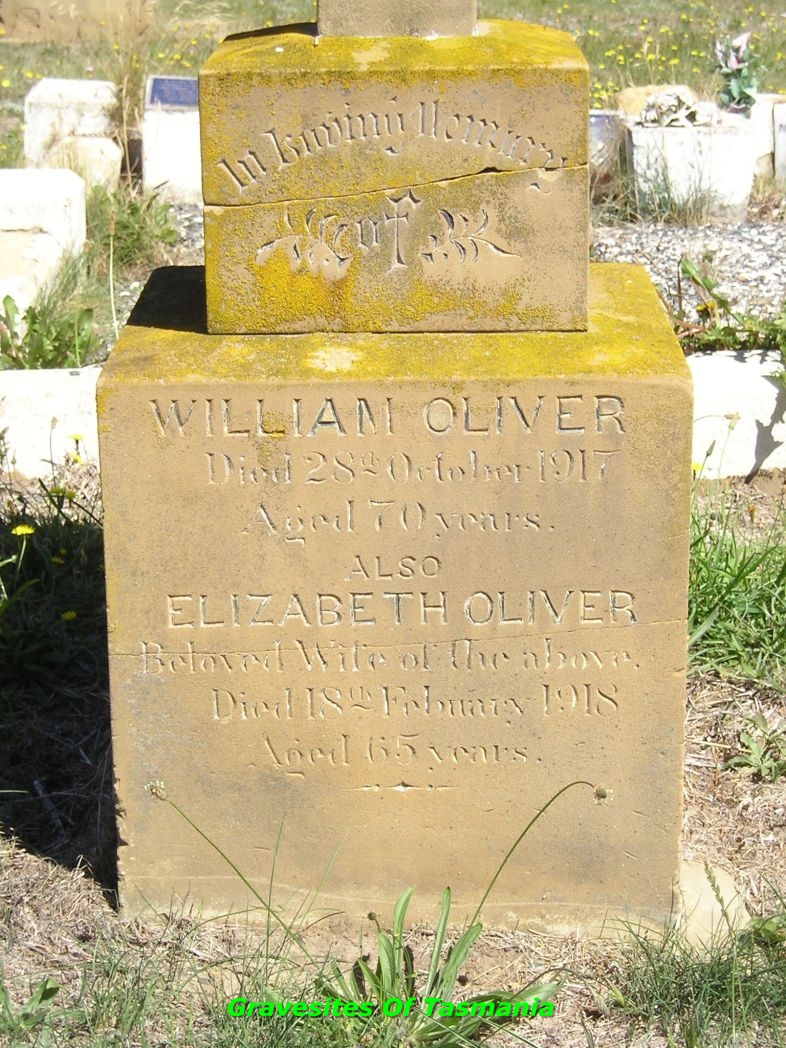 In Loving Memory
of
WILLIAM OLIVER
Died 28th October 1917
Aged 70 years.
ALSO
ELIZABETH OLIVER
Beloved Wife of the above.
Died 18th Febuary 1918
Aged 65 years.
Gravesites Of Tasmania